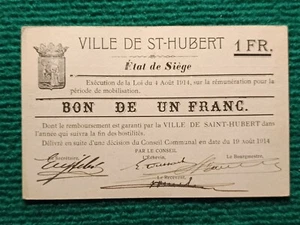 VILLE DE ST-HUBERT
1 FR.
État de Siège
Exécution de la Loi du 4 Août 1914, sur la rémunération pour la
période de mobilisation.
BON DE UN FRANC.
Dont le remboursement est garanti par la VILLE DE SAINT-HUBERT dans
l'année qui suivra la fin des hostilités.
Délivré en suite d'une décision du Conseil Communal en date du 19 Août 1914
PAR LE CONSEIL
Le Secrétaire, L'Échevin, Le Bourgmestre,
Le Receveur,